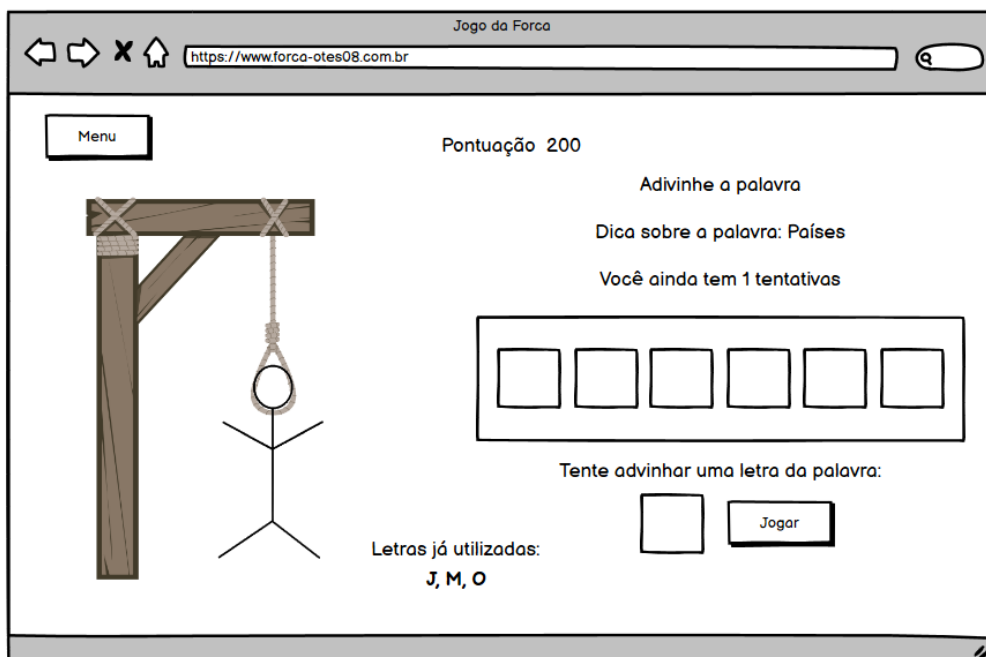 Jogo da Forca
https://www.forca-otes08.com.br
Menu
Pontuação 200
Adivinhe a palavra
Dica sobre a palavra: Países
Você ainda tem 1 tentativas
Tente advinhar uma letra da palavra:
Jogar
Letras já utilizadas:
J, M, O